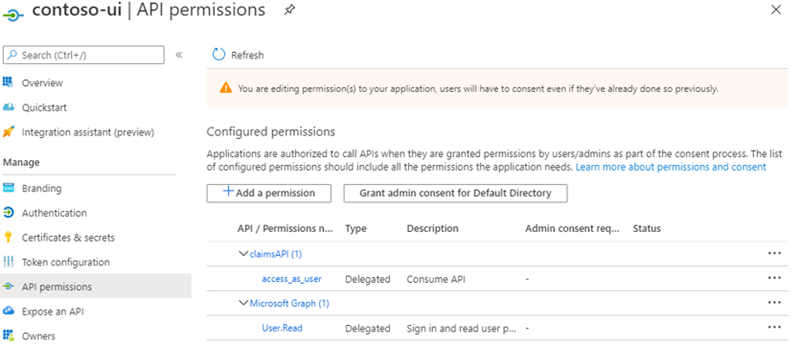 contoso-ui | API permissions
Search (Ctrl+/)
«
Refresh
Overview
Quickstart
Integration assistant (preview)
Manage
Branding
Authentication
Certificates & secrets
Token configuration
API permissions
Expose an API
Owners
You are editing permission(s) to your application, users will have to consent even if they've already done so previously.
Configured permissions
Applications are authorized to call APIs when they are granted permissions by users/admins as part of the consent process. The list
of configured permissions should include all the permissions the application needs. Learn more about permissions and consent
+ Add a permission
Grant admin consent for Default Directory
API / Permissions n... Type Description Admin consent req... Status
claimsAPI (1) ...
access_as_user Delegated Consume API - ...
Microsoft Graph (1) ...
User.Read Delegated Sign in and read user p... - ...